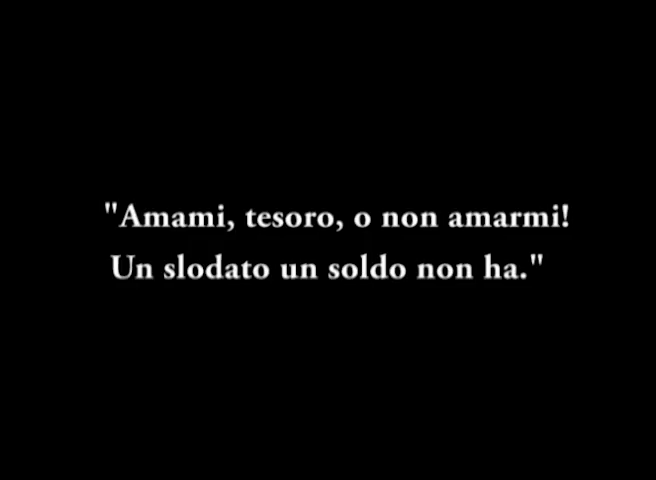 "Amami, tesoro, o non amarmi!
Un slodato un soldo non ha."